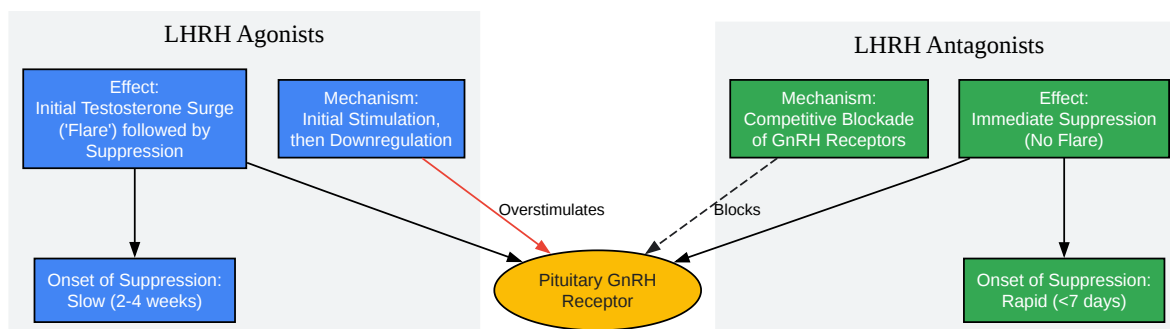 LHRH Agonists
Effect:
Initial Testosterone Surge
('Flare') followed by
Suppression
Mechanism:
Initial Stimulation,
then Downregulation
Onset of Suppression:
Slow (2-4 weeks)
Overstimulates
Pituitary GnRH
Receptor
Blocks
LHRH Antagonists
Mechanism:
Competitive Blockade
of GnRH Receptors
Effect:
Immediate Suppression
(No Flare)
Onset of Suppression:
Rapid (<7 days)